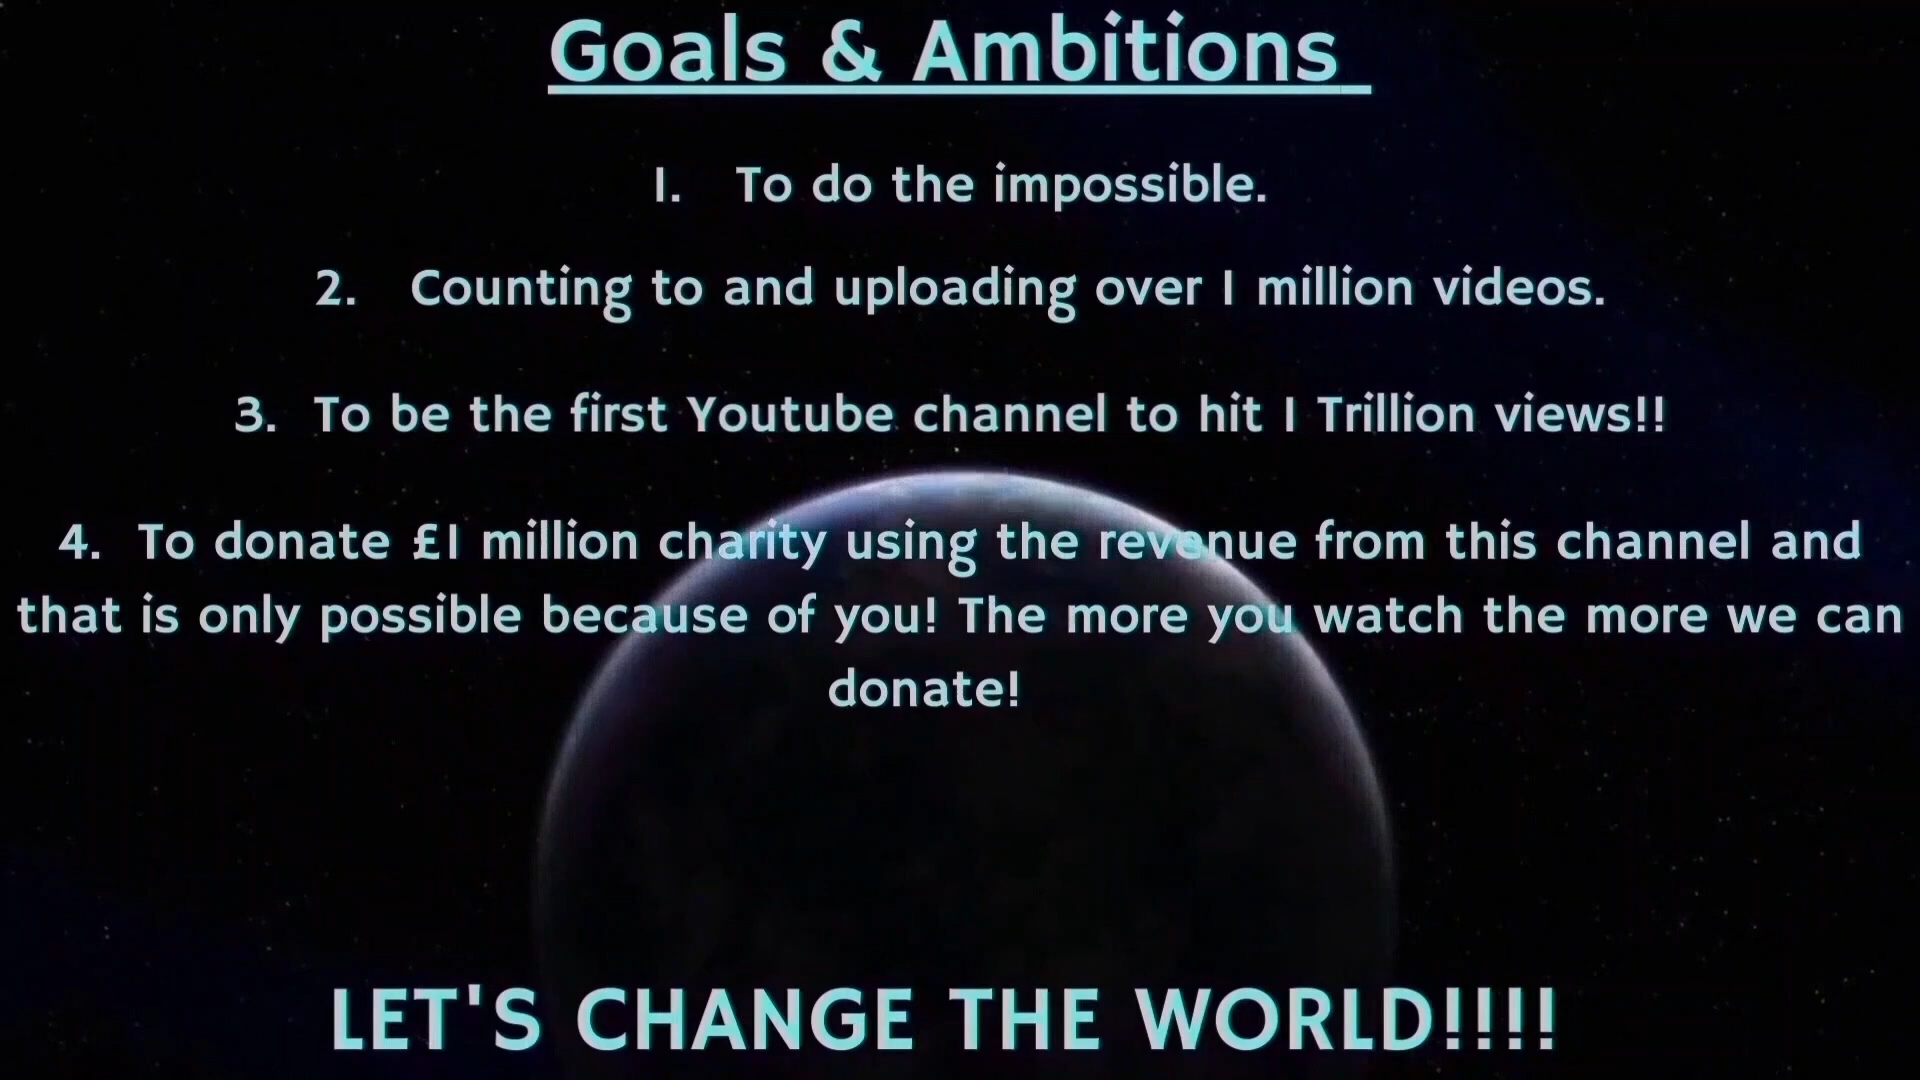 Goals & Ambitions
1. To do the impossible.
2. Counting to and uploading over 1 million videos.
3. To be the first Youtube channel to hit 1 Trillion views!!
4. To donate £1 million charity using the revenue from this channel and
that is only possible because of you! The more you watch the more we can
donate!
LET'S CHANGE THE WORLD!!!!